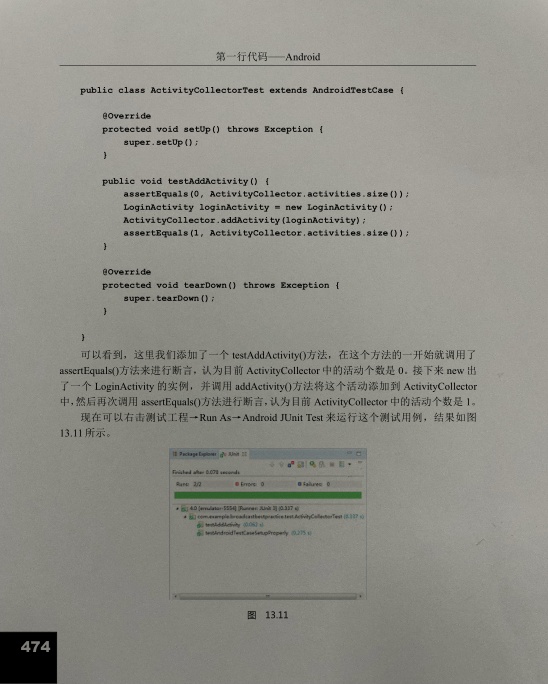 第一行代码——Android
public class ActivityCollectorTest extends AndroidTestCase {
@Override
protected void setUp() throws Exception {
super.setUp();
}
public void testAddActivity() {
assertEquals(0, ActivityCollector.activities.size());
LoginActivity loginActivity = new LoginActivity();
ActivityCollector.addActivity(loginActivity);
assertEquals(1, ActivityCollector.activities.size());
}
@Override
protected void tearDown() throws Exception {
super.tearDown();
}
}
可以看到，这里我们添加了一个 testAddActivity()方法，在这个方法的一开始就调用了
assertEquals()方法来进行断言，认为目前 ActivityCollector 中的活动个数是 0。接下来 new 出
了一个 LoginActivity 的实例，并调用 addActivity()方法将这个活动添加到 ActivityCollector
中，然后再次调用 assertEquals()方法进行断言，认为目前 ActivityCollector 中的活动个数是 1。
现在可以右击测试工程→Run As→Android JUnit Test 来运行这个测试用例，结果如图
13.11 所示。
Package Explorer JUnit
Finished after 0.078 seconds
Runs: 2/2 Errors: 0 Failures: 0
4.0 [emulator-5554] [Runner: JUnit 3] (0.337 s)
com.example.broadcastbestpractice.test.ActivityCollectorTest (0.337 s)
testAddActivity (0.062 s)
testAndroidTestCaseSetupProperly (0.275 s)
图 13.11
474